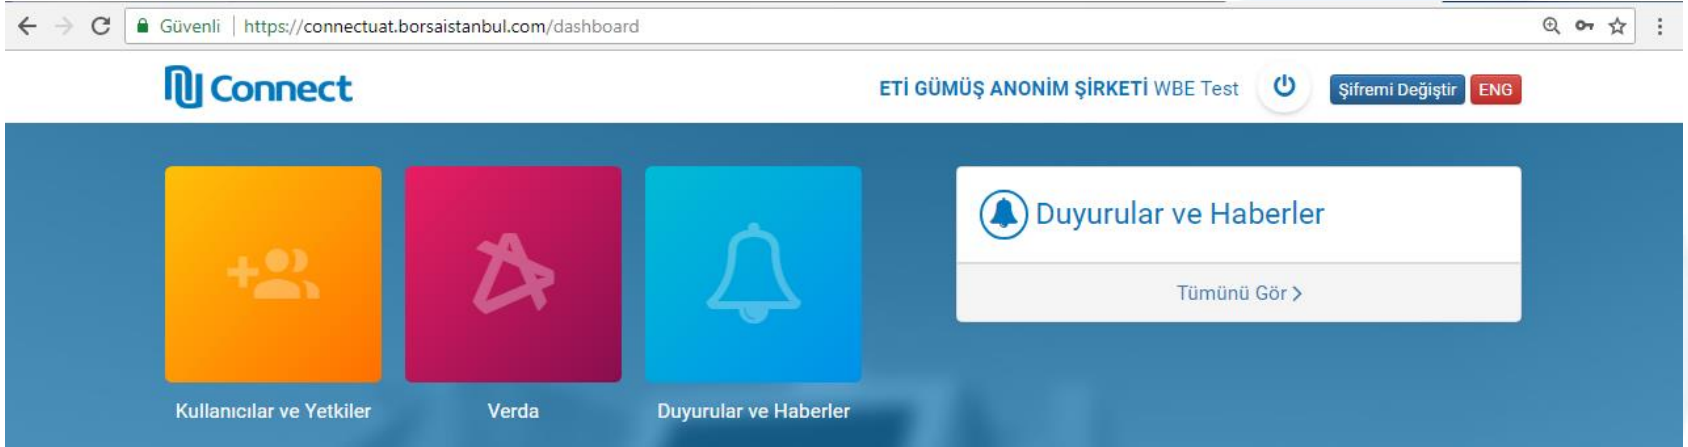 Güvenli | https://connectuat.borsaistanbul.com/dashboard
Connect
ETİ GÜMÜŞ ANONİM ŞİRKETİ WBE Test
Şifremi Değiştir
ENG
Duyurular ve Haberler
Tümünü Gör >
Kullanıcılar ve Yetkiler
Verda
Duyurular ve Haberler